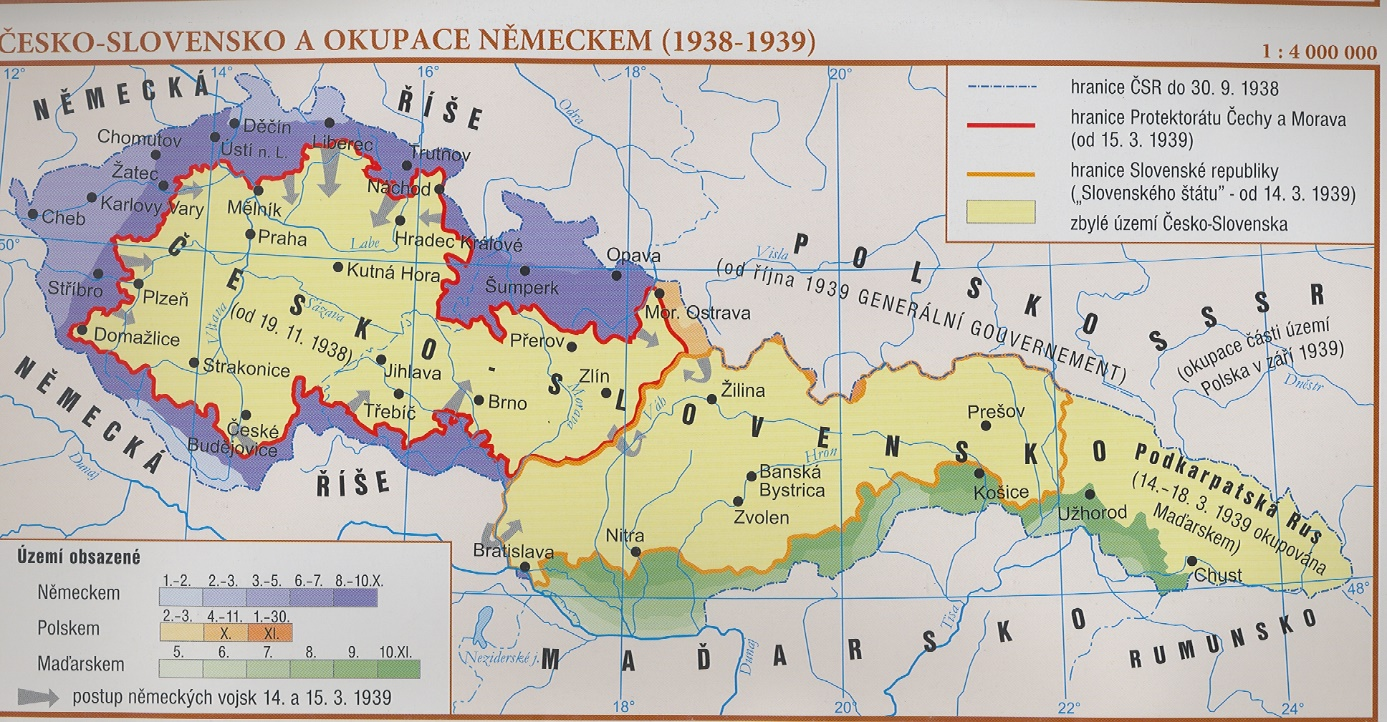 ČESKO-SLOVENSKO A OKUPACE NĚMECKEM (1938-1939)
1 : 4 000 000
12°
14°
16°
18°
20°
NĚMECKÁ
ŘÍŠE
hranice ČSR do 30. 9. 1938
hranice Protektorátu Čechy a Morava
(od 15. 3. 1939)
hranice Slovenské republiky
(„Slovenského štátu" - od 14. 3. 1939)
zbylé území Česko-Slovenska
Odra
Děčín
Chomutov
Ústí n. L.
Liberec
Trutnov
Žatec
Náchod
Karlovy Vary
Mělník
Cheb
Praha
Labe
Hradec Králové
50°
Kutná Hora
Šumperk
Opava
Stříbro
Plzeň
Mor. Ostrava
Domažlice
Vltava
Sázava
Přerov
Strakonice
Jihlava
Zlín
Třebíč
Brno
Morava
České
Budějovice
ČESKO-SLOVENSKO
(od 19. 11. 1938)
Visla
POLSKO
(od října 1939 GENERÁLNÍ GOUVERNEMENT)
SSSR
(okupace částí území
Polska v září 1939)
Dněstr
Váh
Žilina
Prešov
Hron
Banská
Bystrica
Zvolen
Košice
Nitra
Bratislava
Užhorod
Podkarpatská Rus
(14.-18. 3. 1939 okupována
Maďarskem)
Chust
48°
NĚMECKÁ
ŘÍŠE
Dunaj
Neziderské j.
Dunaj
Tisa
MAĎARSKO
RUMUNSKO
18°
20°
22°
24°
Území obsazené
1.-2. 2.-3. 3.-5. 6.-7. 8.-10.X.
Německem
2.-3. 4.-11. 1.-30.
Polskem
X. XI.
5. 6. 7. 8. 9. 10.XI.
Maďarskem
postup německých vojsk 14. a 15. 3. 1939